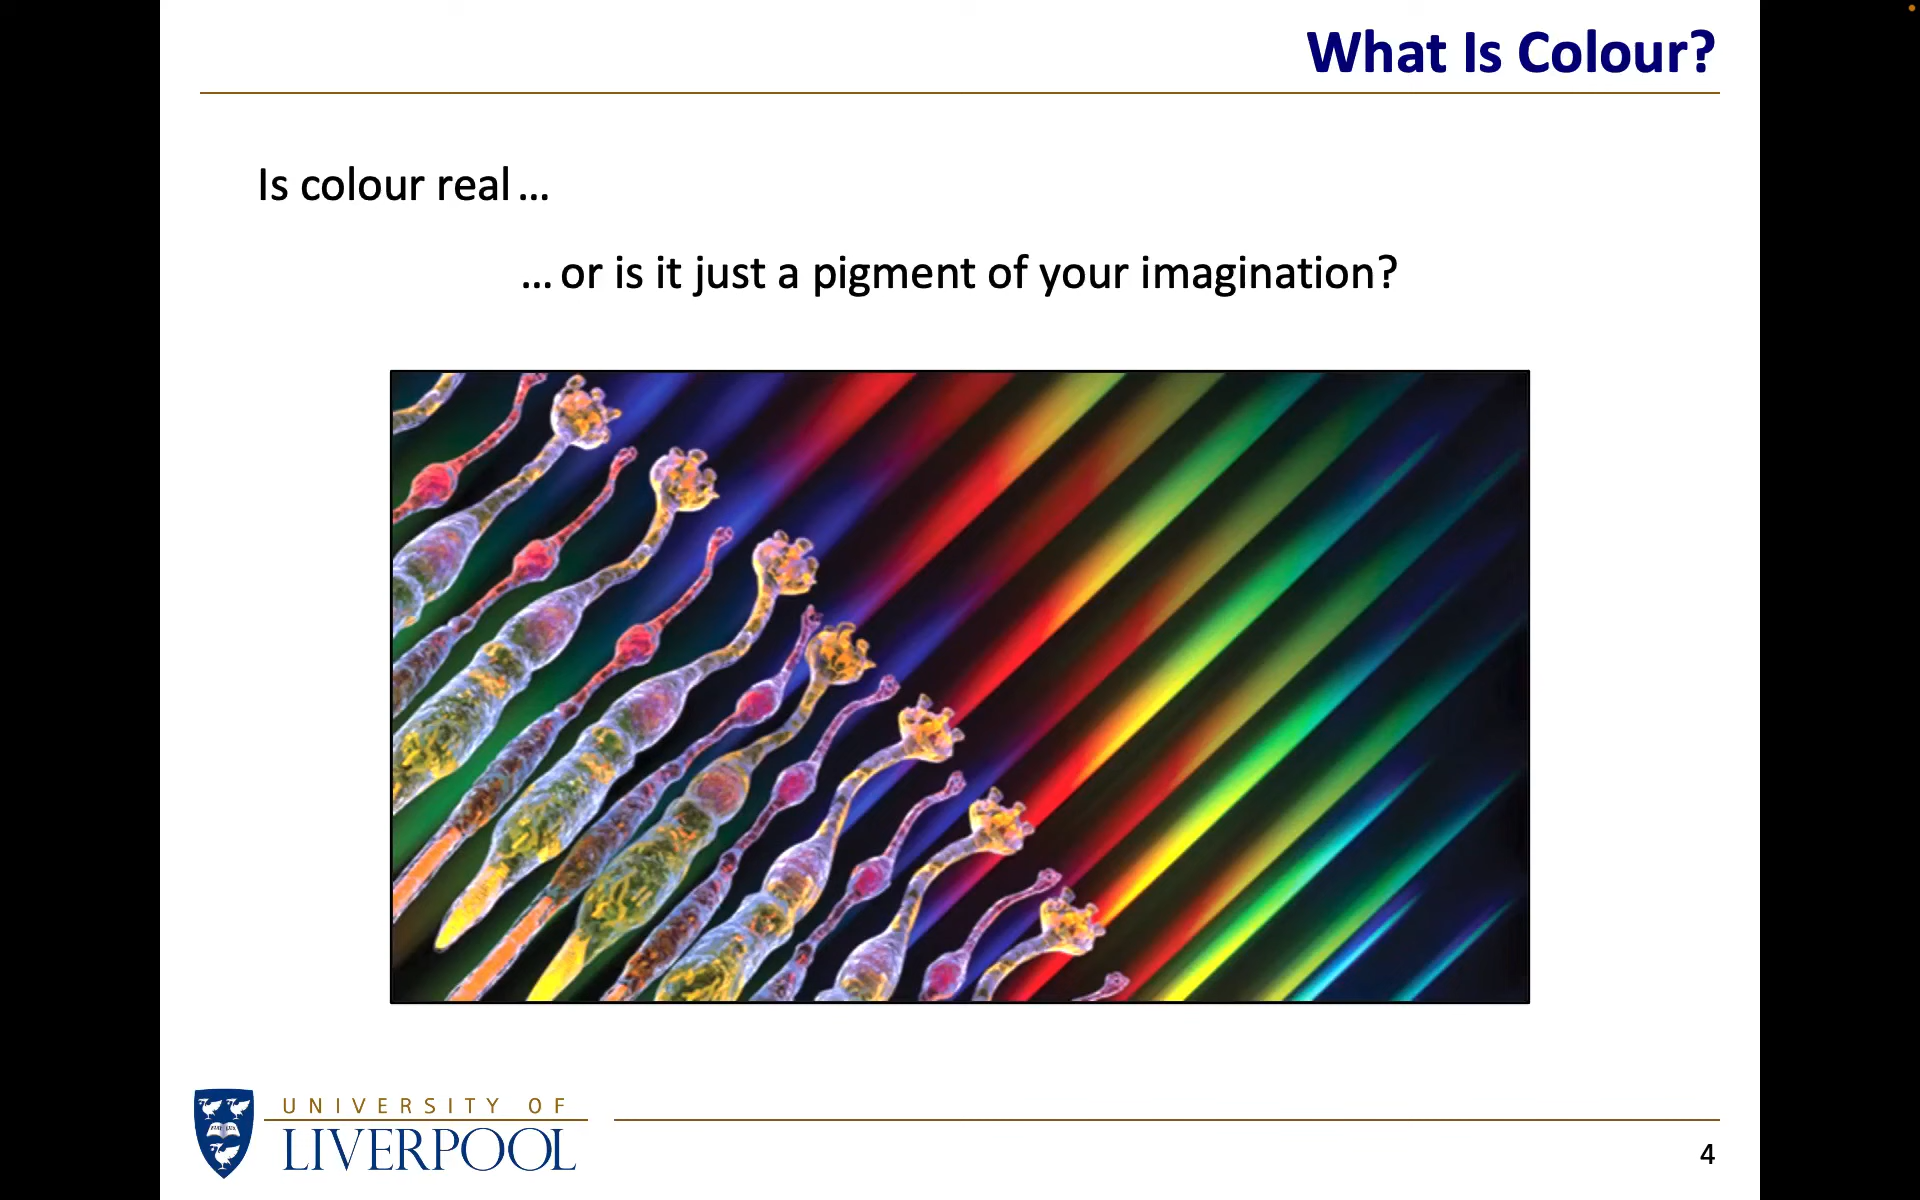 What Is Colour?
Is colour real ...
... or is it just a pigment of your imagination?
UNIVERSITY OF
LIVERPOOL
4